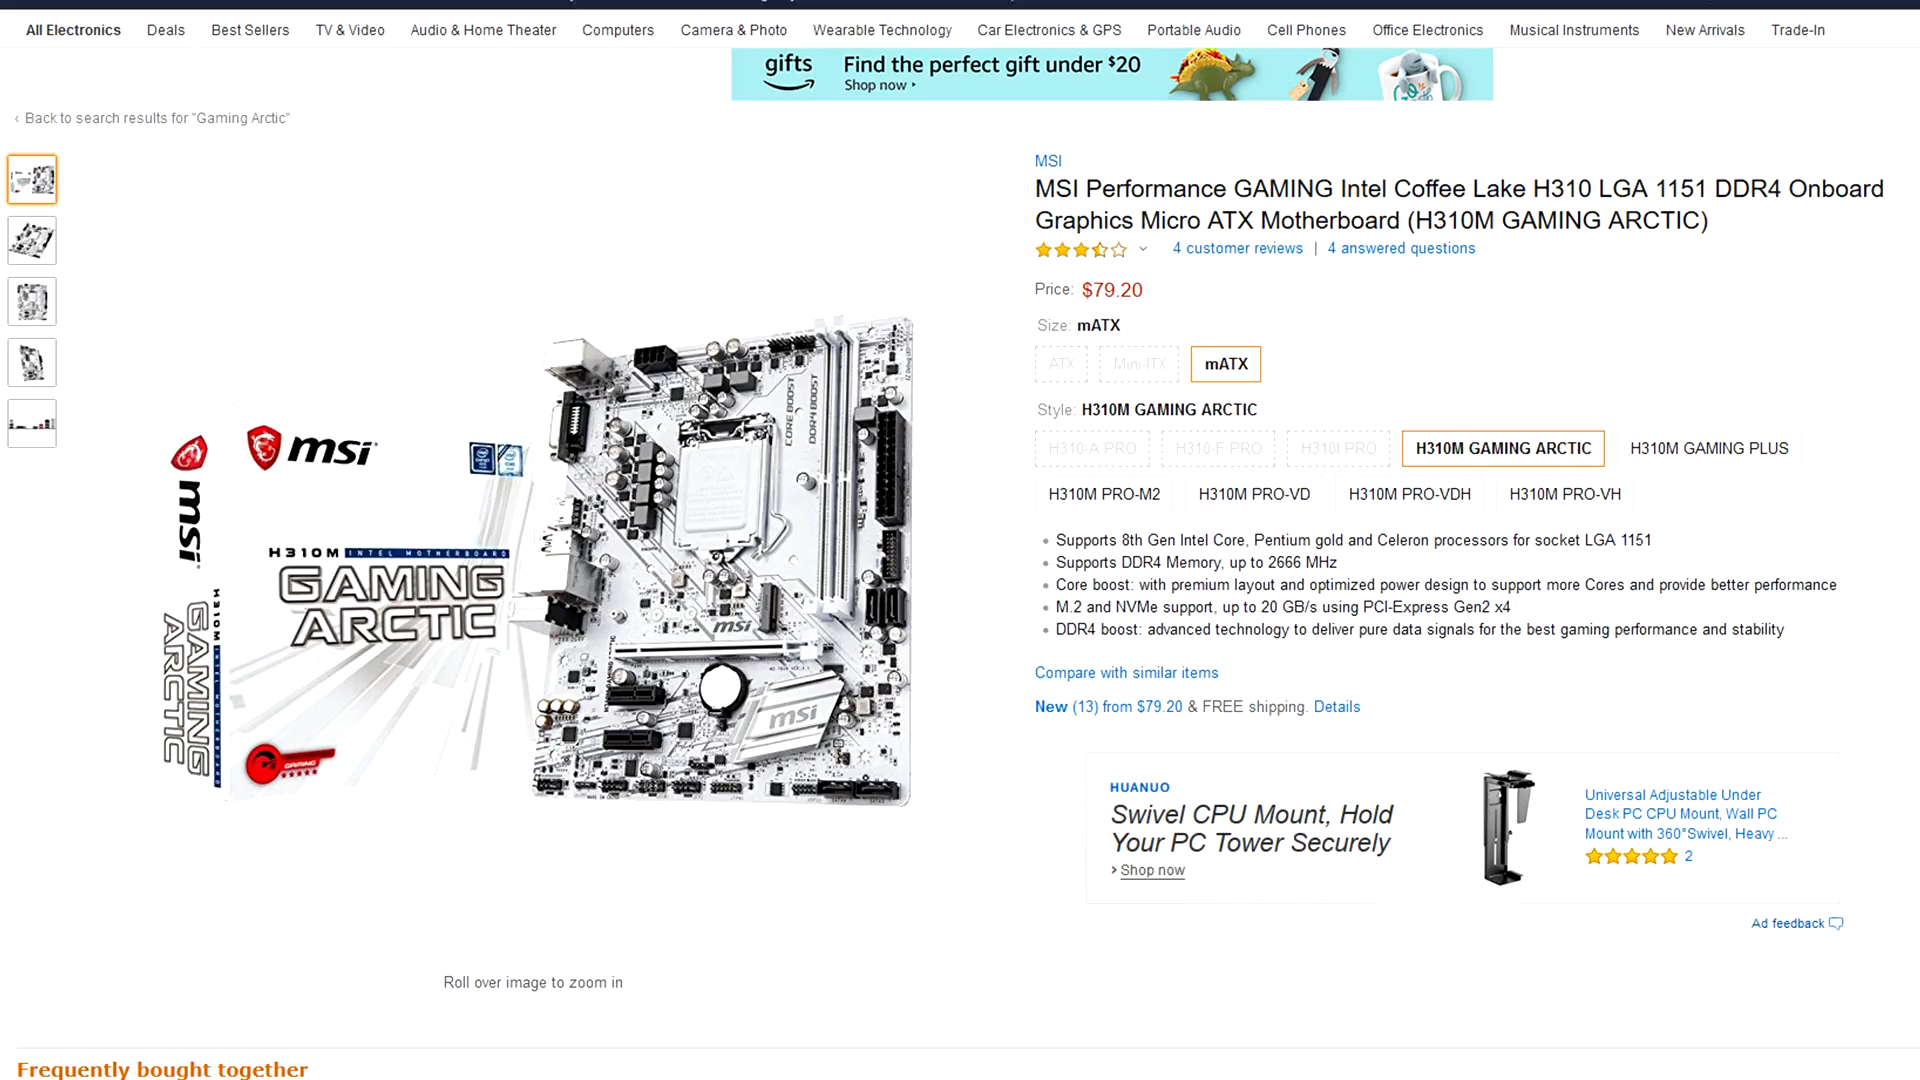 All Electronics Deals Best Sellers TV & Video Audio & Home Theater Computers Camera & Photo Wearable Technology Car Electronics & GPS Portable Audio Cell Phones Office Electronics Musical Instruments New Arrivals Trade-In
gifts Find the perfect gift under $20
Shop now ▸
‹ Back to search results for "Gaming Arctic"
MSI
MSI Performance GAMING Intel Coffee Lake H310 LGA 1151 DDR4 Onboard
Graphics Micro ATX Motherboard (H310M GAMING ARCTIC)
4 customer reviews | 4 answered questions
Price: $79.20
Size: mATX
ATX Mini-ITX mATX
Style: H310M GAMING ARCTIC
H310-A PRO H310-F PRO H310I PRO H310M GAMING ARCTIC H310M GAMING PLUS
H310M PRO-M2 H310M PRO-VD H310M PRO-VDH H310M PRO-VH
• Supports 8th Gen Intel Core, Pentium gold and Celeron processors for socket LGA 1151
• Supports DDR4 Memory, up to 2666 MHz
• Core boost: with premium layout and optimized power design to support more Cores and provide better performance
• M.2 and NVMe support, up to 20 GB/s using PCI-Express Gen2 x4
• DDR4 boost: advanced technology to deliver pure data signals for the best gaming performance and stability
Compare with similar items
New (13) from $79.20 & FREE shipping. Details
msi
H310M INTEL MOTHERBOARD
GAMING
ARCTIC
GAMING
msi
H310M INTEL MOTHERBOARD
GAMING
ARCTIC
CORE BOOST
DDR4 BOOST
msi
msi
HUANUO
Swivel CPU Mount, Hold
Your PC Tower Securely
› Shop now
Universal Adjustable Under
Desk PC CPU Mount, Wall PC
Mount with 360°Swivel, Heavy ...
2
Ad feedback
Roll over image to zoom in
Frequently bought together